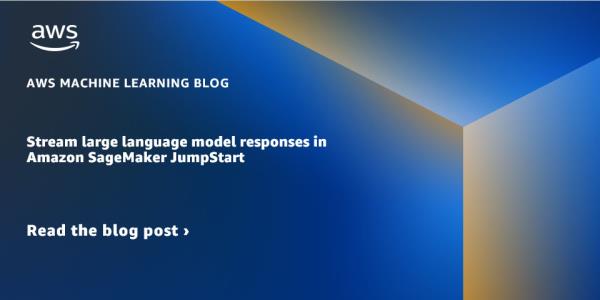 aws
AWS MACHINE LEARNING BLOG
Stream large language model responses in
Amazon SageMaker JumpStart
Read the blog post ›